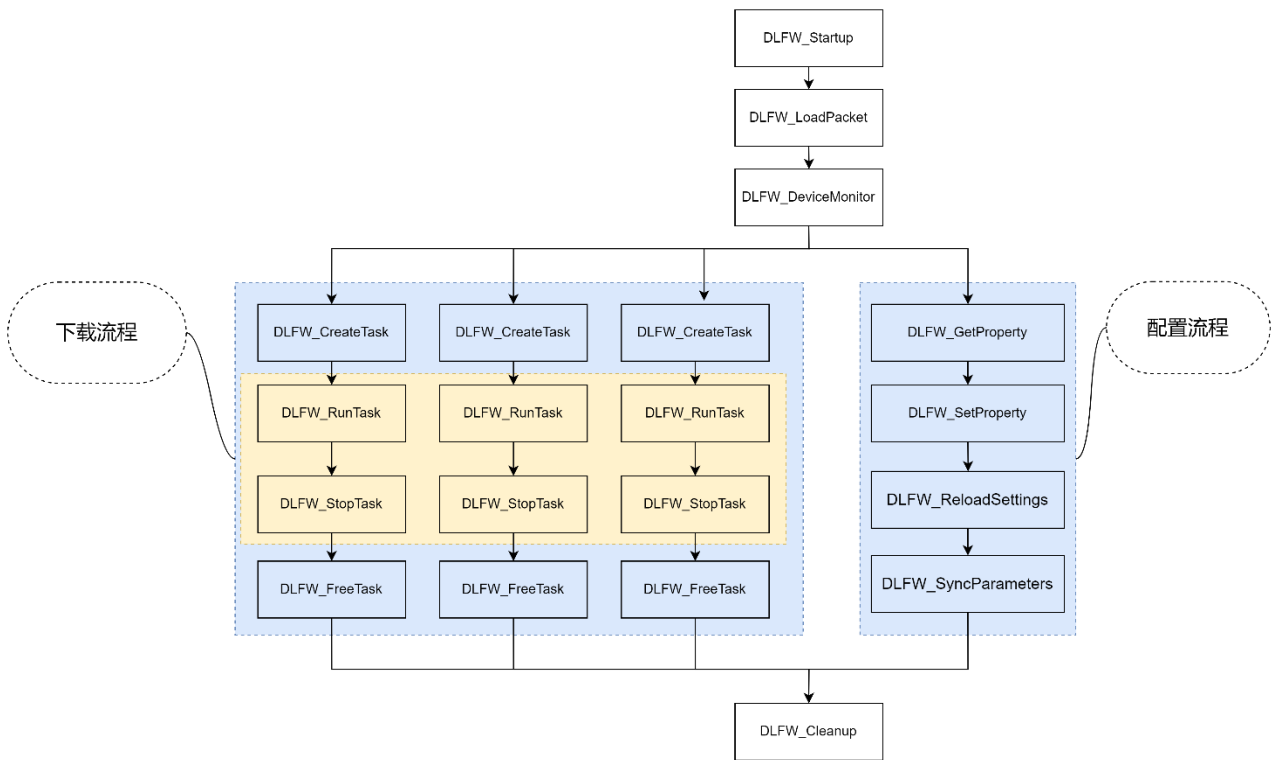 DLFW_Startup
DLFW_LoadPacket
DLFW_DeviceMonitor
下载流程
配置流程
DLFW_CreateTask
DLFW_CreateTask
DLFW_CreateTask
DLFW_GetProperty
DLFW_RunTask
DLFW_RunTask
DLFW_RunTask
DLFW_SetProperty
DLFW_StopTask
DLFW_StopTask
DLFW_StopTask
DLFW_ReloadSettings
DLFW_FreeTask
DLFW_FreeTask
DLFW_FreeTask
DLFW_SyncParameters
DLFW_Cleanup